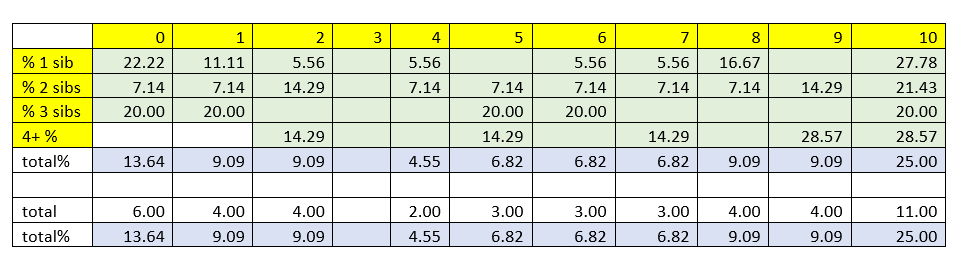 0 1 2 3 4 5 6 7 8 9 10
% 1 sib 22.22 11.11 5.56 5.56 5.56 5.56 16.67 27.78
% 2 sibs 7.14 7.14 14.29 7.14 7.14 7.14 7.14 7.14 14.29 21.43
% 3 sibs 20.00 20.00 20.00 20.00 20.00
4+ % 14.29 14.29 14.29 28.57 28.57
total% 13.64 9.09 9.09 4.55 6.82 6.82 6.82 9.09 9.09 25.00
total 6.00 4.00 4.00 2.00 3.00 3.00 3.00 4.00 4.00 11.00
total% 13.64 9.09 9.09 4.55 6.82 6.82 6.82 9.09 9.09 25.00